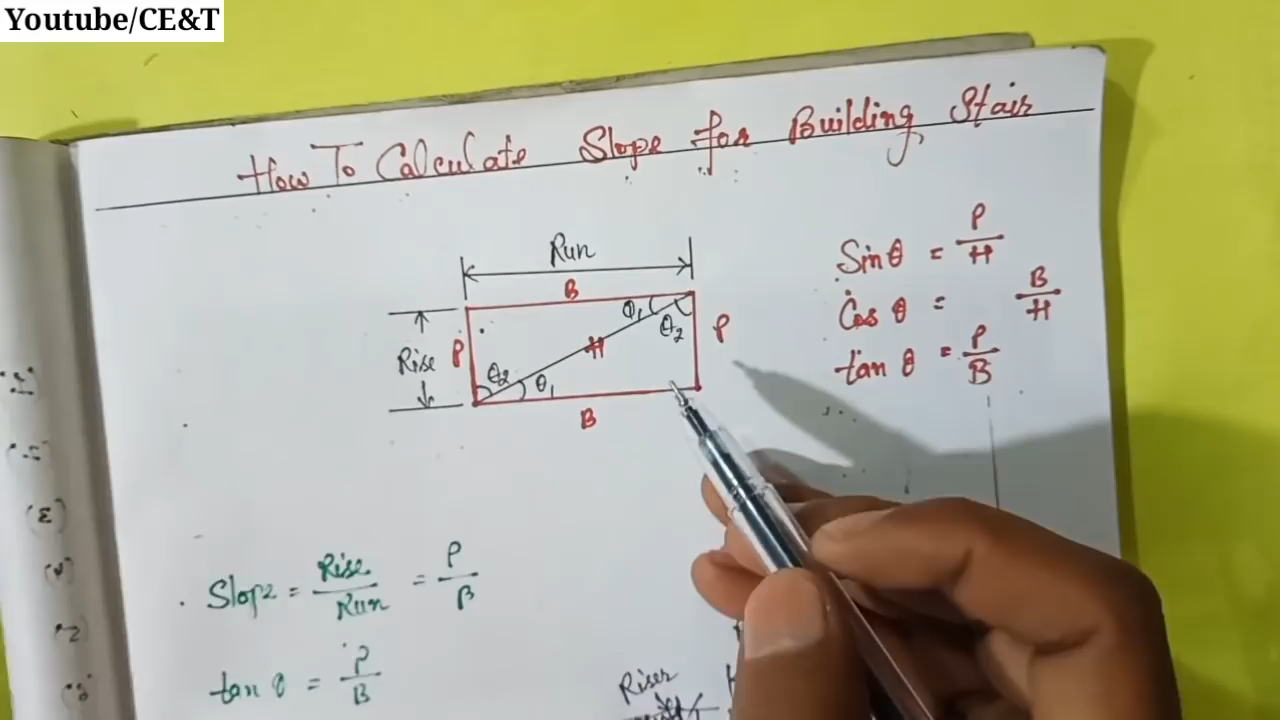 Youtube/CE&T
How To Calculate Slope for Building Stair
Run
B
Rise
P
H
P
θ1
θ2
θ2
θ1
B
Sin θ = P/H
Cos θ = B/H
tan θ = P/B
Slope = Rise/Run = P/B
tan θ = P/B
Riser